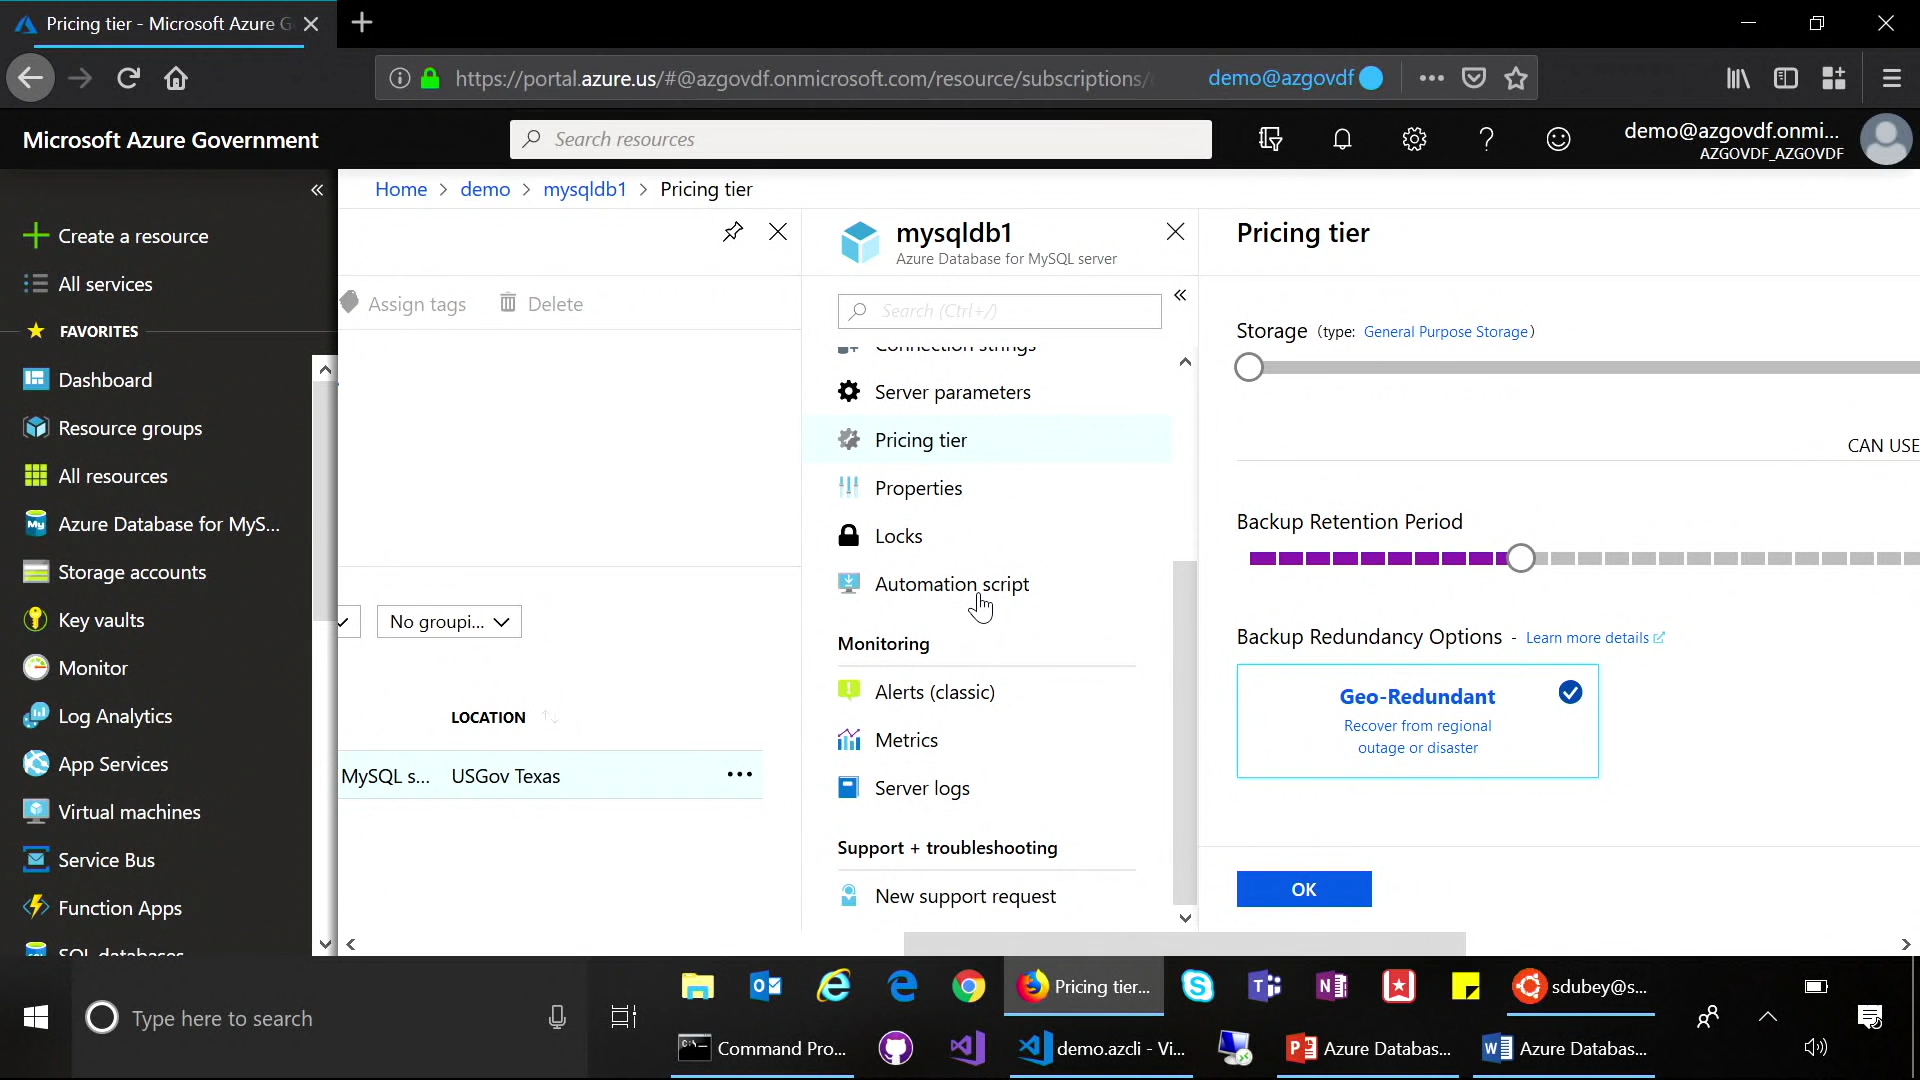 Pricing tier - Microsoft Azure G
https://portal.azure.us/#@azgovdf.onmicrosoft.com/resource/subscriptions/
demo@azgovdf
Microsoft Azure Government
Search resources
demo@azgovdf.onmi...
AZGOVDF_AZGOVDF
Home > demo > mysqldb1 > Pricing tier
Create a resource
All services
FAVORITES
Dashboard
Resource groups
All resources
Azure Database for MyS...
Storage accounts
Key vaults
Monitor
Log Analytics
App Services
Virtual machines
Service Bus
Function Apps
SQL databases
Assign tags
Delete
No groupi...
LOCATION
MySQL s...
USGov Texas
mysqldb1
Azure Database for MySQL server
Search (Ctrl+/)
Connection strings
Server parameters
Pricing tier
Properties
Locks
Automation script
Monitoring
Alerts (classic)
Metrics
Server logs
Support + troubleshooting
New support request
Pricing tier
Storage (type: General Purpose Storage)
CAN USE
Backup Retention Period
Backup Redundancy Options - Learn more details
Geo-Redundant
Recover from regional
outage or disaster
OK
Type here to search
Pricing tier...
sdubey@s...
Command Pro...
demo.azcli - Vi...
Azure Databas...
Azure Databas...